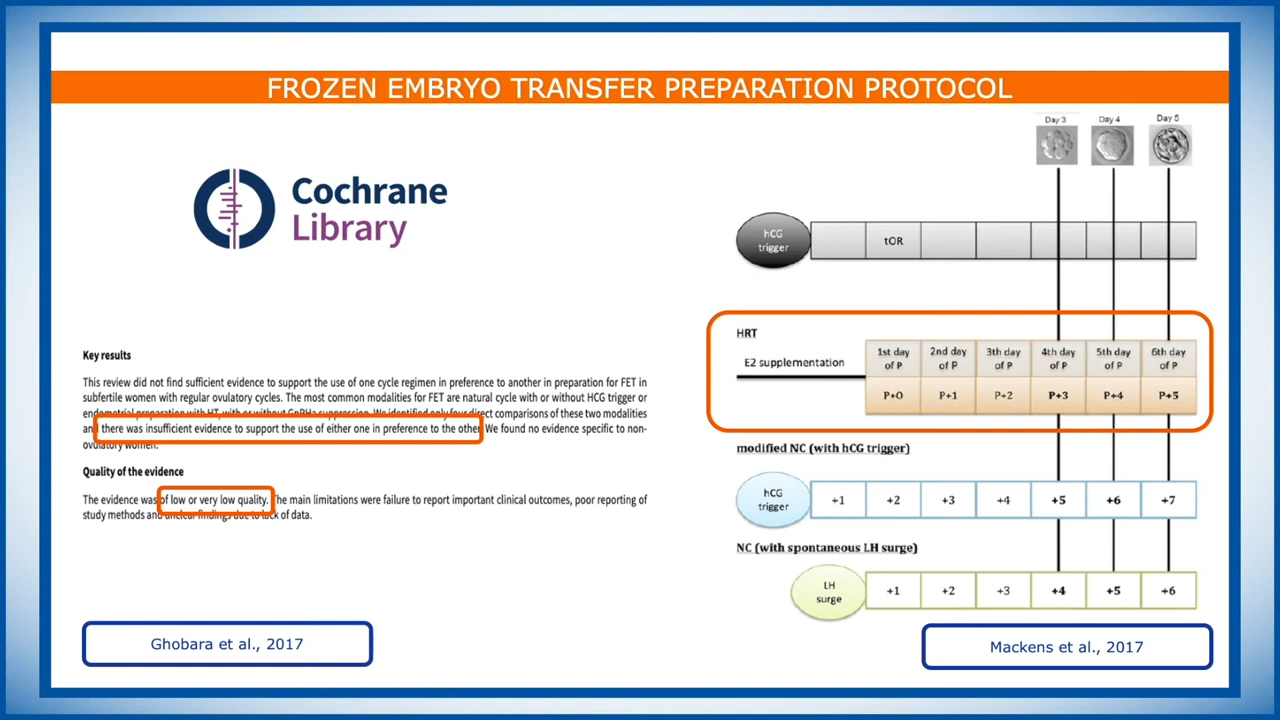 FROZEN EMBRYO TRANSFER PREPARATION PROTOCOL
Cochrane
Library
Key results
This review did not find sufficient evidence to support the use of one cycle regimen in preference to another in preparation for FET in
subfertile women with regular ovulatory cycles. The most common modalities for FET are natural cycle with or without HCG trigger or
endometrial preparation with HT, with or without GnRHa suppression. We identified only four direct comparisons of these two modalities
and there was insufficient evidence to support the use of either one in preference to the other. We found no evidence specific to non-
ovulatory women.
Quality of the evidence
The evidence was of low or very low quality. The main limitations were failure to report important clinical outcomes, poor reporting of
study methods and unclear findings due to lack of data.
Ghobara et al., 2017
Day 3 Day 4 Day 5
hCG
trigger
tOR
HRT
E2 supplementation
1st day of P 2nd day of P 3th day of P 4th day of P 5th day of P 6th day of P
P+0 P+1 P+2 P+3 P+4 P+5
modified NC (with hCG trigger)
hCG
trigger
+1 +2 +3 +4 +5 +6 +7
NC (with spontaneous LH surge)
LH
surge
+1 +2 +3 +4 +5 +6
Mackens et al., 2017